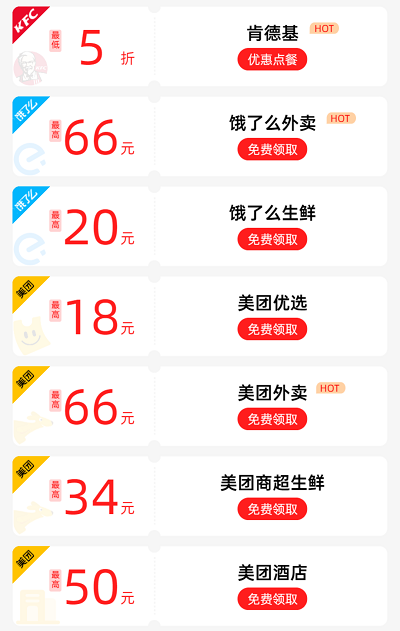 KFC
最低
5 折
肯德基
HOT
优惠点餐
饿了么
最高
66 元
饿了么外卖
HOT
免费领取
饿了么
最高
20 元
饿了么生鲜
免费领取
美团
最高
18 元
美团优选
免费领取
美团
最高
66 元
美团外卖
HOT
免费领取
美团
最高
34 元
美团商超生鲜
免费领取
美团
最高
50 元
美团酒店
免费领取